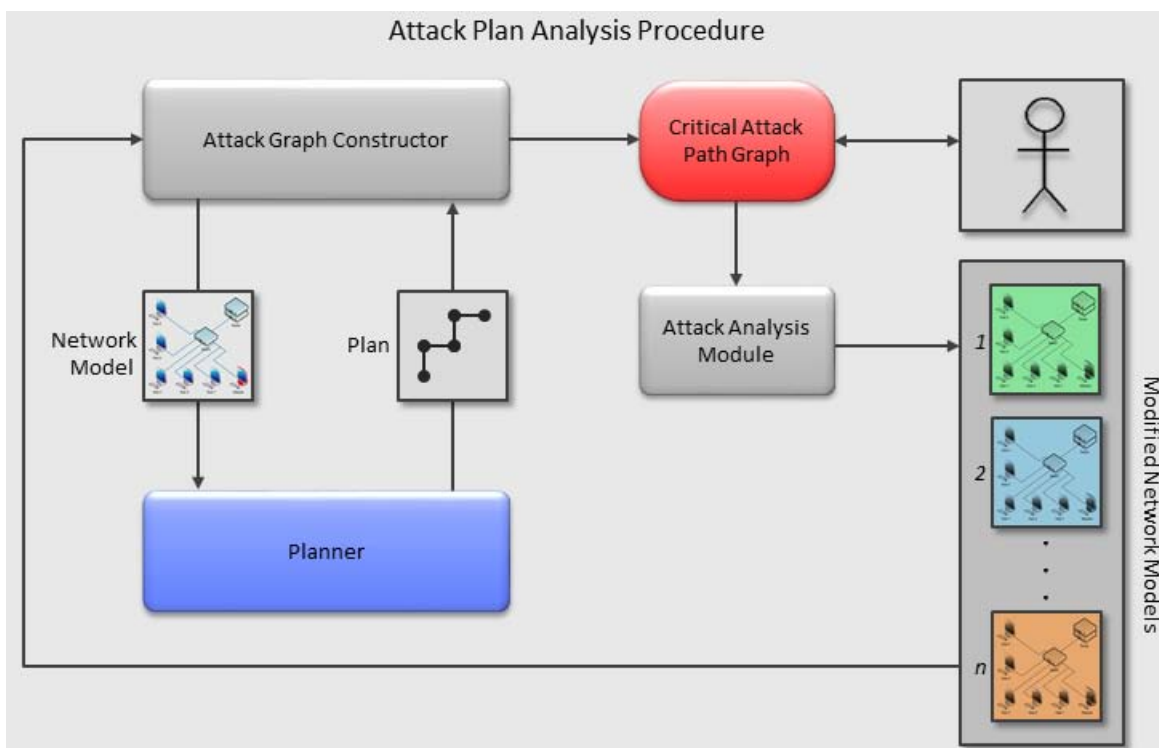 Attack Plan Analysis Procedure
Attack Graph Constructor
Critical Attack
Path Graph
Network
Model
Plan
Attack Analysis
Module
Planner
1
2
n
Modified Network Models